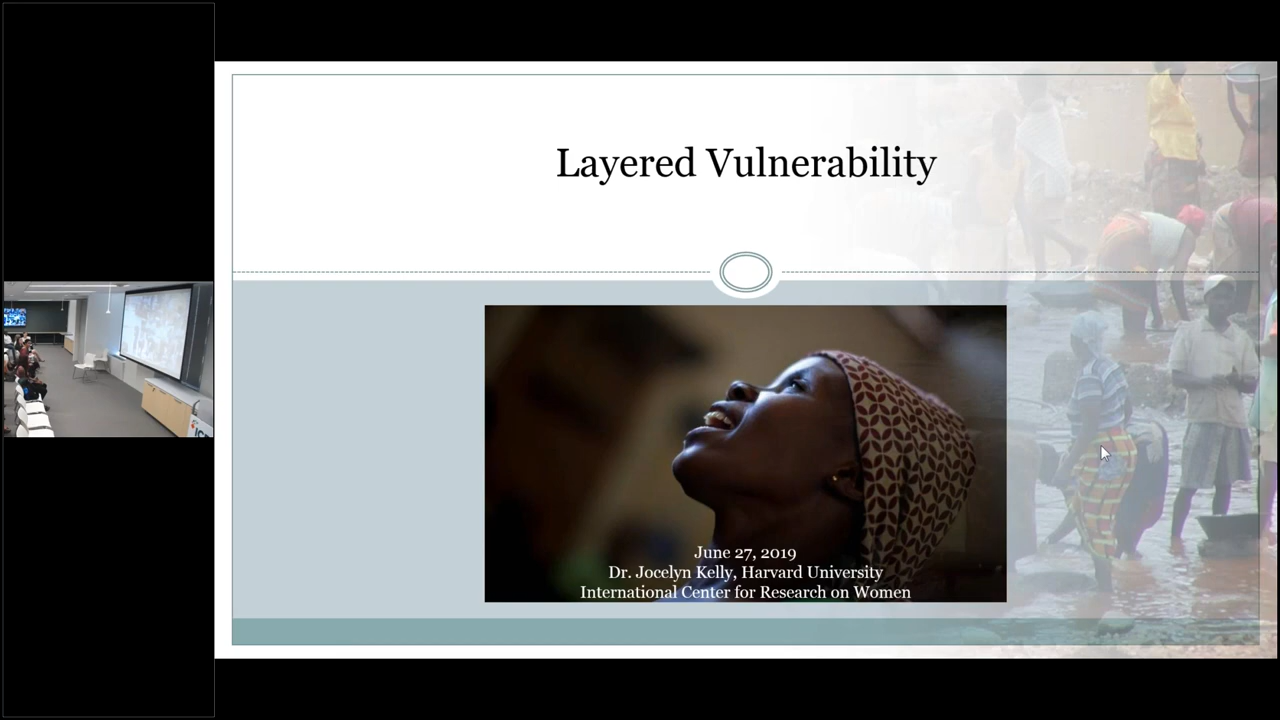 Layered Vulnerability
June 27, 2019
Dr. Jocelyn Kelly, Harvard University
International Center for Research on Women